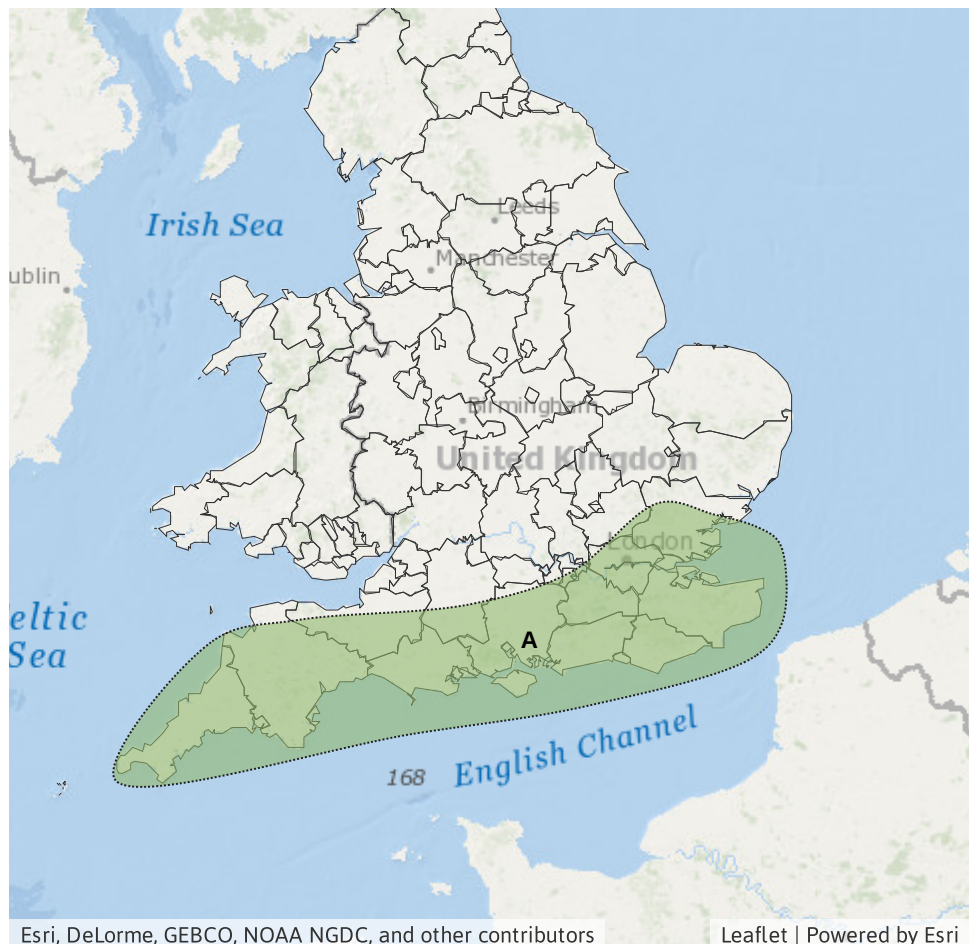 Leeds
Irish Sea
Manchester
ublin
Birmingham
United Kingdom
London
eltic
Sea
A
English Channel
168
Esri, DeLorme, GEBCO, NOAA NGDC, and other contributors
Leaflet | Powered by Esri